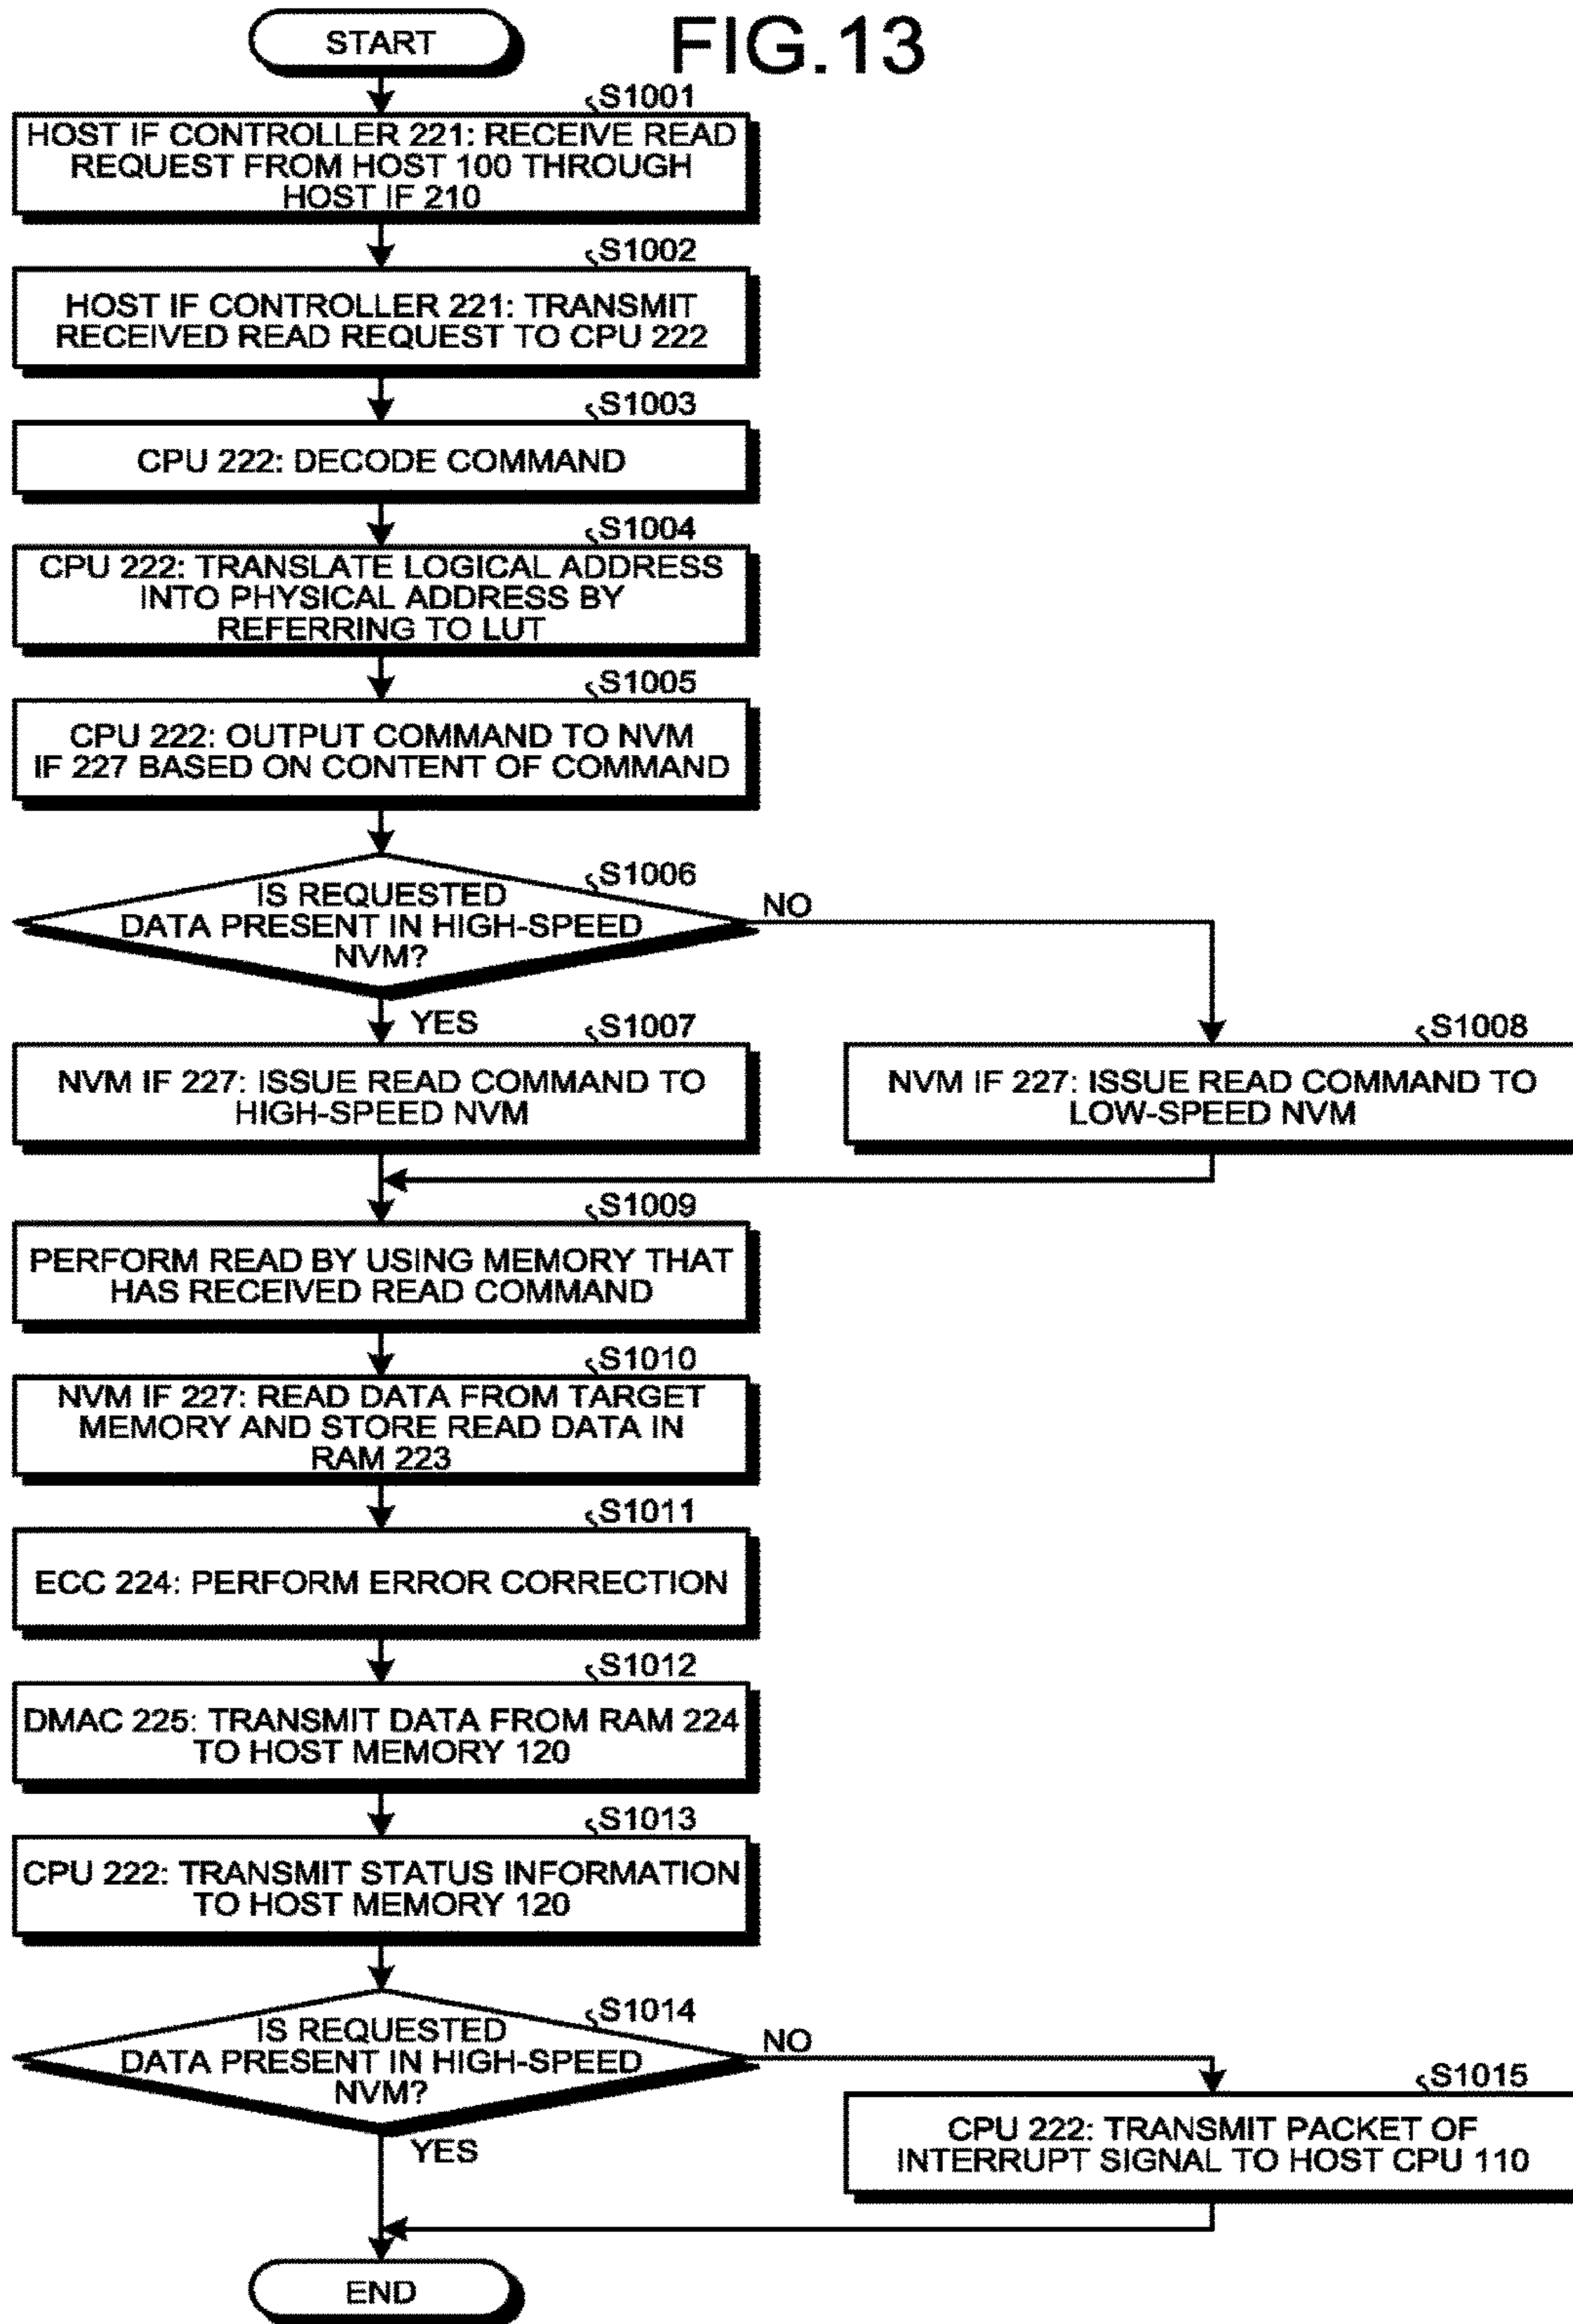 FIG.13
START
S1001
HOST IF CONTROLLER 221: RECEIVE READ
REQUEST FROM HOST 100 THROUGH
HOST IF 210
S1002
HOST IF CONTROLLER 221: TRANSMIT
RECEIVED READ REQUEST TO CPU 222
S1003
CPU 222: DECODE COMMAND
S1004
CPU 222: TRANSLATE LOGICAL ADDRESS
INTO PHYSICAL ADDRESS BY
REFERRING TO LUT
S1005
CPU 222: OUTPUT COMMAND TO NVM
IF 227 BASED ON CONTENT OF COMMAND
S1006
IS REQUESTED
DATA PRESENT IN HIGH-SPEED
NVM?
NO
YES
S1007
NVM IF 227: ISSUE READ COMMAND TO
HIGH-SPEED NVM
S1008
NVM IF 227: ISSUE READ COMMAND TO
LOW-SPEED NVM
S1009
PERFORM READ BY USING MEMORY THAT
HAS RECEIVED READ COMMAND
S1010
NVM IF 227: READ DATA FROM TARGET
MEMORY AND STORE READ DATA IN
RAM 223
S1011
ECC 224: PERFORM ERROR CORRECTION
S1012
DMAC 225: TRANSMIT DATA FROM RAM 224
TO HOST MEMORY 120
S1013
CPU 222: TRANSMIT STATUS INFORMATION
TO HOST MEMORY 120
S1014
IS REQUESTED
DATA PRESENT IN HIGH-SPEED
NVM?
NO
YES
S1015
CPU 222: TRANSMIT PACKET OF
INTERRUPT SIGNAL TO HOST CPU 110
END